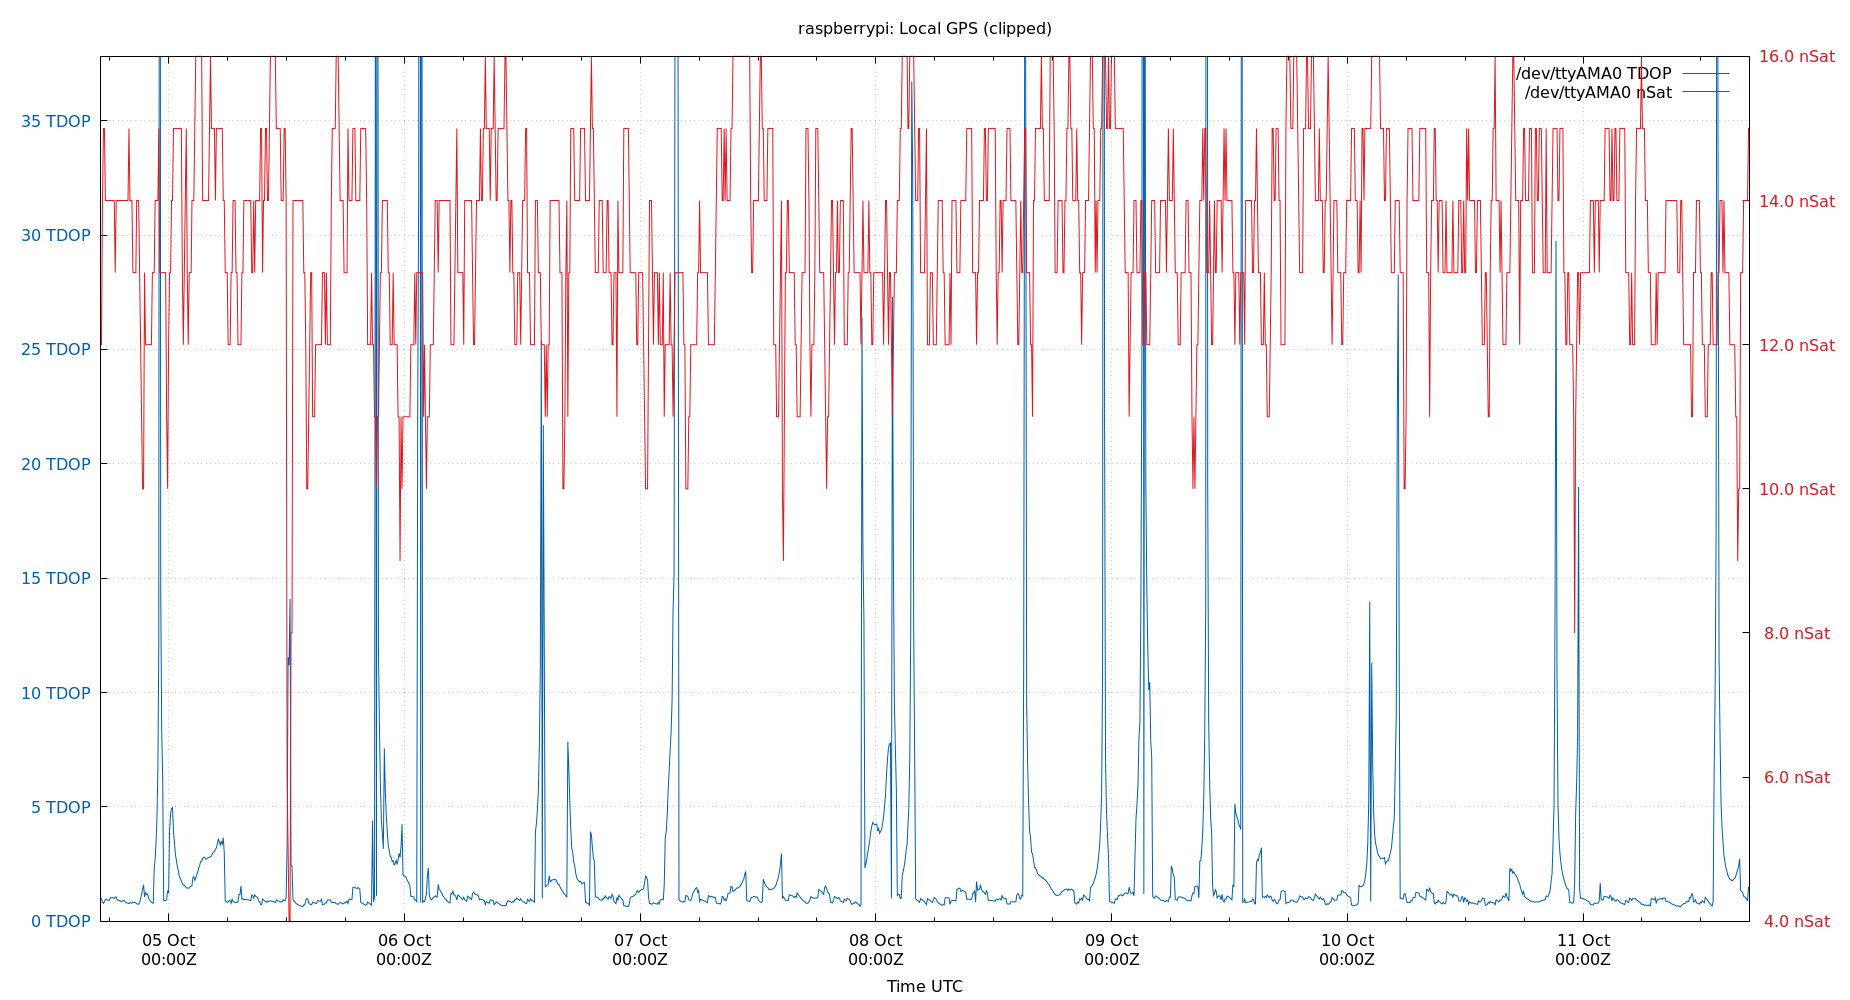 raspberrypi: Local GPS (clipped)
/dev/ttyAMA0 TDOP
/dev/ttyAMA0 nSat
35 TDOP
30 TDOP
25 TDOP
20 TDOP
15 TDOP
10 TDOP
5 TDOP
0 TDOP
16.0 nSat
14.0 nSat
12.0 nSat
10.0 nSat
8.0 nSat
6.0 nSat
4.0 nSat
05 Oct 06 Oct 07 Oct 08 Oct 09 Oct 10 Oct 11 Oct
00:00Z 00:00Z 00:00Z 00:00Z 00:00Z 00:00Z 00:00Z
Time UTC